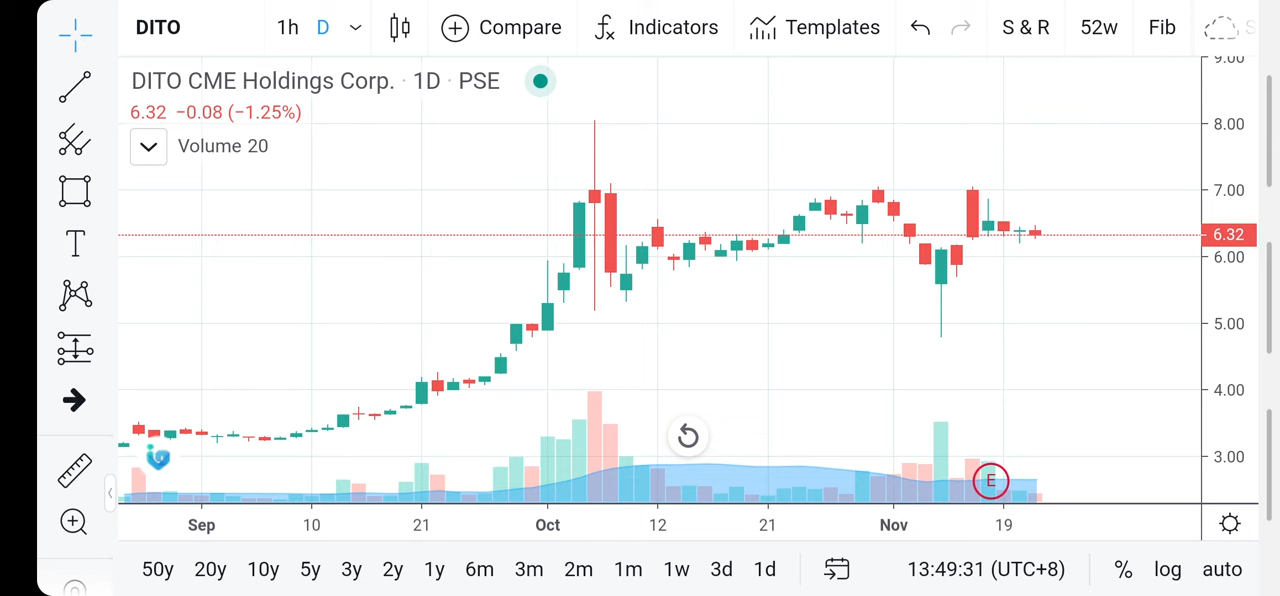 DITO 1h D Compare Indicators Templates S & R 52w Fib
DITO CME Holdings Corp. · 1D · PSE
6.32 −0.08 (−1.25%)
Volume 20
9.00
8.00
7.00
6.32
6.00
5.00
4.00
3.00
E
Sep 10 21 Oct 12 21 Nov 19
50y 20y 10y 5y 3y 2y 1y 6m 3m 2m 1m 1w 3d 1d 13:49:31 (UTC+8) % log auto